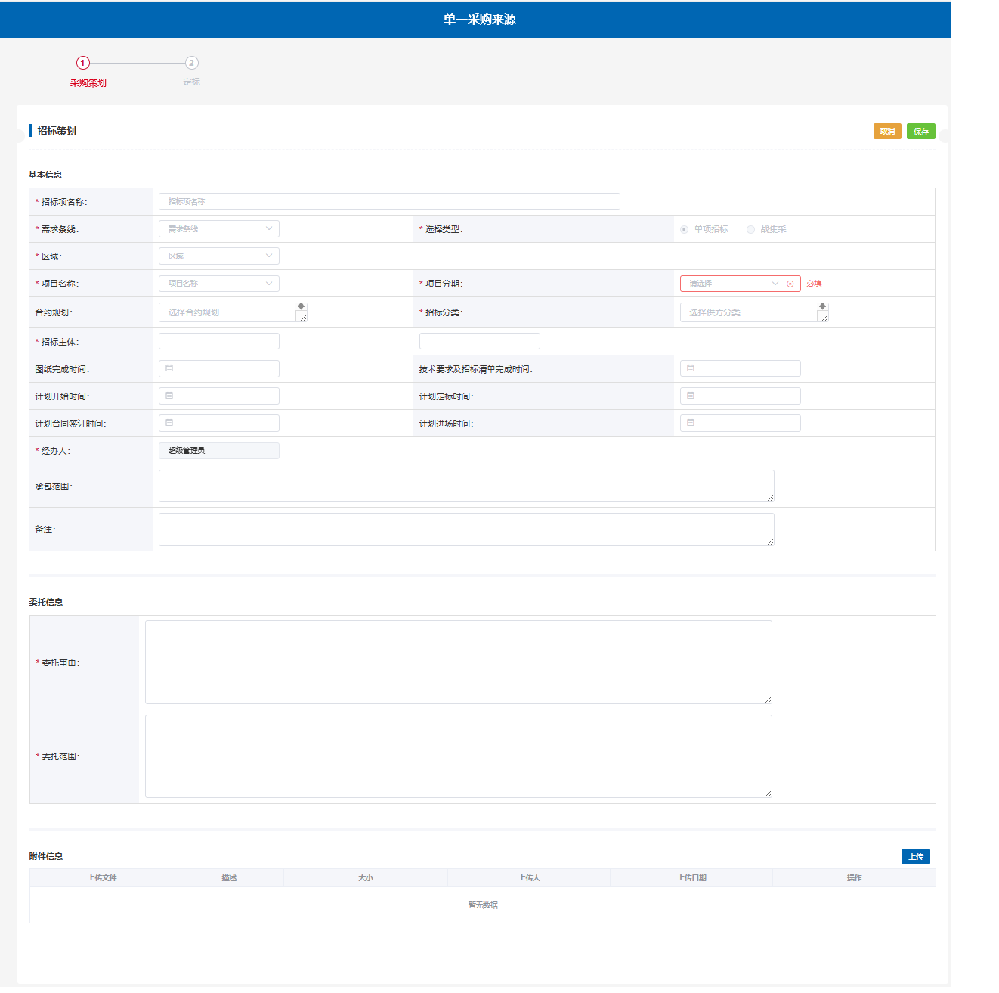 单一采购来源
1 2
采购策划 定标
招标策划 取消 保存
基本信息
* 招标项名称: 招标项名称
* 需求条线: 需求条线 * 选择类型: 单项招标 战集采
* 区域: 区域
* 项目名称: 项目名称 * 项目分期: 请选择 必填
合约规划: 选择合约规划 * 招标分类: 选择供方分类
* 招标主体:
图纸完成时间: 技术要求及招标清单完成时间:
计划开始时间: 计划定标时间:
计划合同签订时间: 计划进场时间:
* 经办人: 超级管理员
承包范围:
备注:
委托信息
* 委托事由:
* 委托范围:
附件信息 上传
上传文件 描述 大小 上传人 上传日期 操作
暂无数据